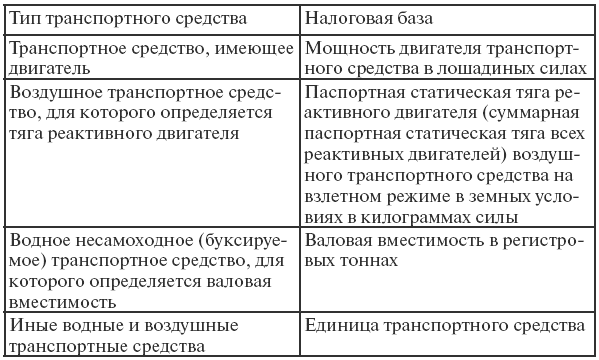 Тип транспортного средства
Налоговая база
Транспортное средство, имеющее
двигатель
Мощность двигателя транспорт-
ного средства в лошадиных силах
Воздушное транспортное средс-
тво, для которого определяется
тяга реактивного двигателя
Паспортная статическая тяга ре-
активного двигателя (суммарная
паспортная статическая тяга всех
реактивных двигателей) воздуш-
ного транспортного средства на
взлетном режиме в земных усло-
виях в килограммах силы
Водное несамоходное (буксируе-
мое) транспортное средство, для
которого определяется валовая
вместимость
Валовая вместимость в регистро-
вых тоннах
Иные водные и воздушные
транспортные средства
Единица транспортного средства